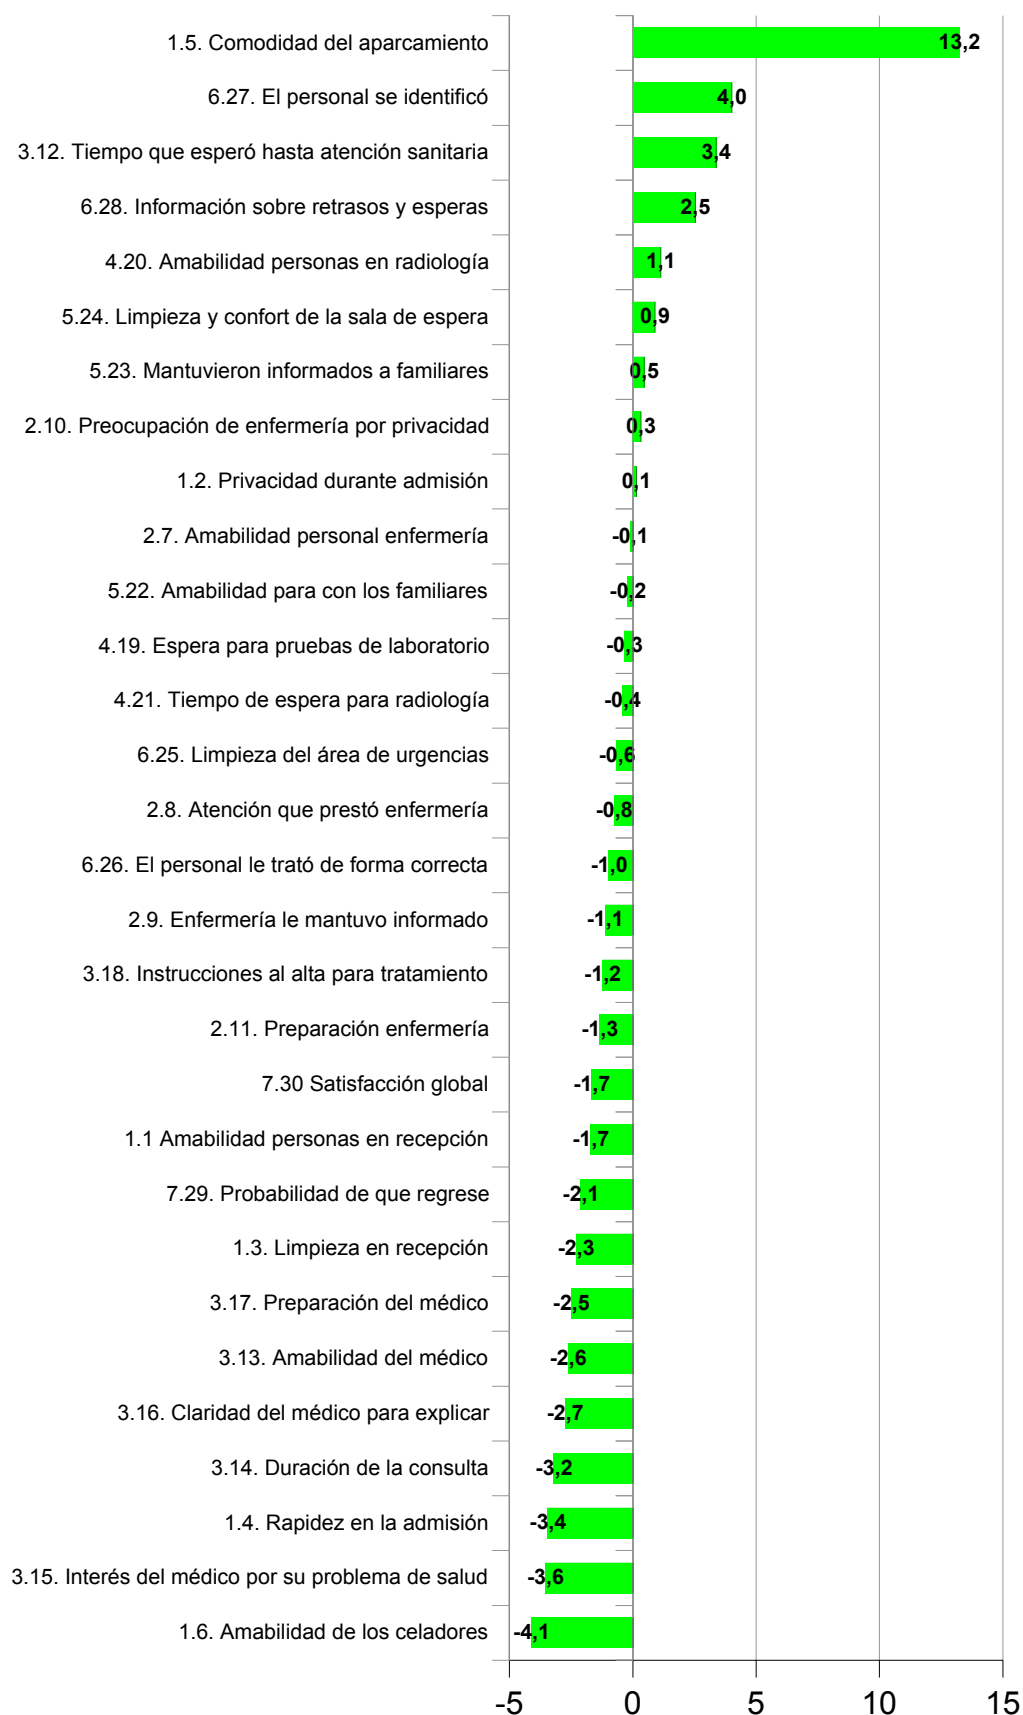 1.5. Comodidad del aparcamiento 13,2
6.27. El personal se identificó 4,0
3.12. Tiempo que esperó hasta atención sanitaria 3,4
6.28. Información sobre retrasos y esperas 2,5
4.20. Amabilidad personas en radiología 1,1
5.24. Limpieza y confort de la sala de espera 0,9
5.23. Mantuvieron informados a familiares 0,5
2.10. Preocupación de enfermería por privacidad 0,3
1.2. Privacidad durante admisión 0,1
2.7. Amabilidad personal enfermería -0,1
5.22. Amabilidad para con los familiares -0,2
4.19. Espera para pruebas de laboratorio -0,3
4.21. Tiempo de espera para radiología -0,4
6.25. Limpieza del área de urgencias -0,6
2.8. Atención que prestó enfermería -0,8
6.26. El personal le trató de forma correcta -1,0
2.9. Enfermería le mantuvo informado -1,1
3.18. Instrucciones al alta para tratamiento -1,2
2.11. Preparación enfermería -1,3
7.30 Satisfacción global -1,7
1.1 Amabilidad personas en recepción -1,7
7.29. Probabilidad de que regrese -2,1
1.3. Limpieza en recepción -2,3
3.17. Preparación del médico -2,5
3.13. Amabilidad del médico -2,6
3.16. Claridad del médico para explicar -2,7
3.14. Duración de la consulta -3,2
1.4. Rapidez en la admisión -3,4
3.15. Interés del médico por su problema de salud -3,6
1.6. Amabilidad de los celadores -4,1
-5 0 5 10 15